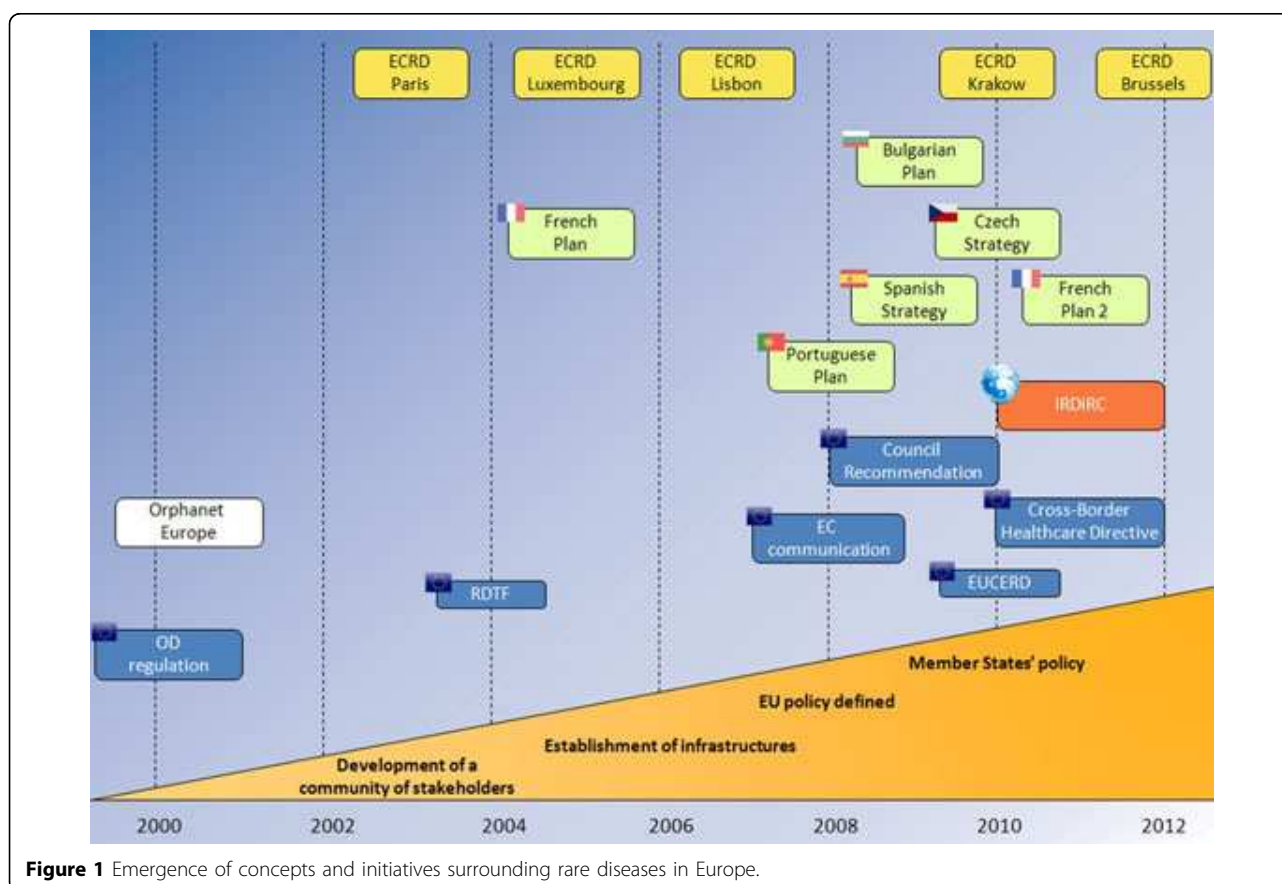 ECRD
Paris
ECRD
Luxembourg
ECRD
Lisbon
ECRD
Krakow
ECRD
Brussels
Bulgarian
Plan
French
Plan
Czech
Strategy
Spanish
Strategy
French
Plan 2
Portuguese
Plan
IRDiRC
Council
Recommendation
Orphanet
Europe
EC
communication
Cross-Border
Healthcare Directive
RDTF
EUCERD
OD
regulation
Member States' policy
EU policy defined
Establishment of infrastructures
Development of a
community of stakeholders
2000 2002 2004 2006 2008 2010 2012
Figure 1 Emergence of concepts and initiatives surrounding rare diseases in Europe.